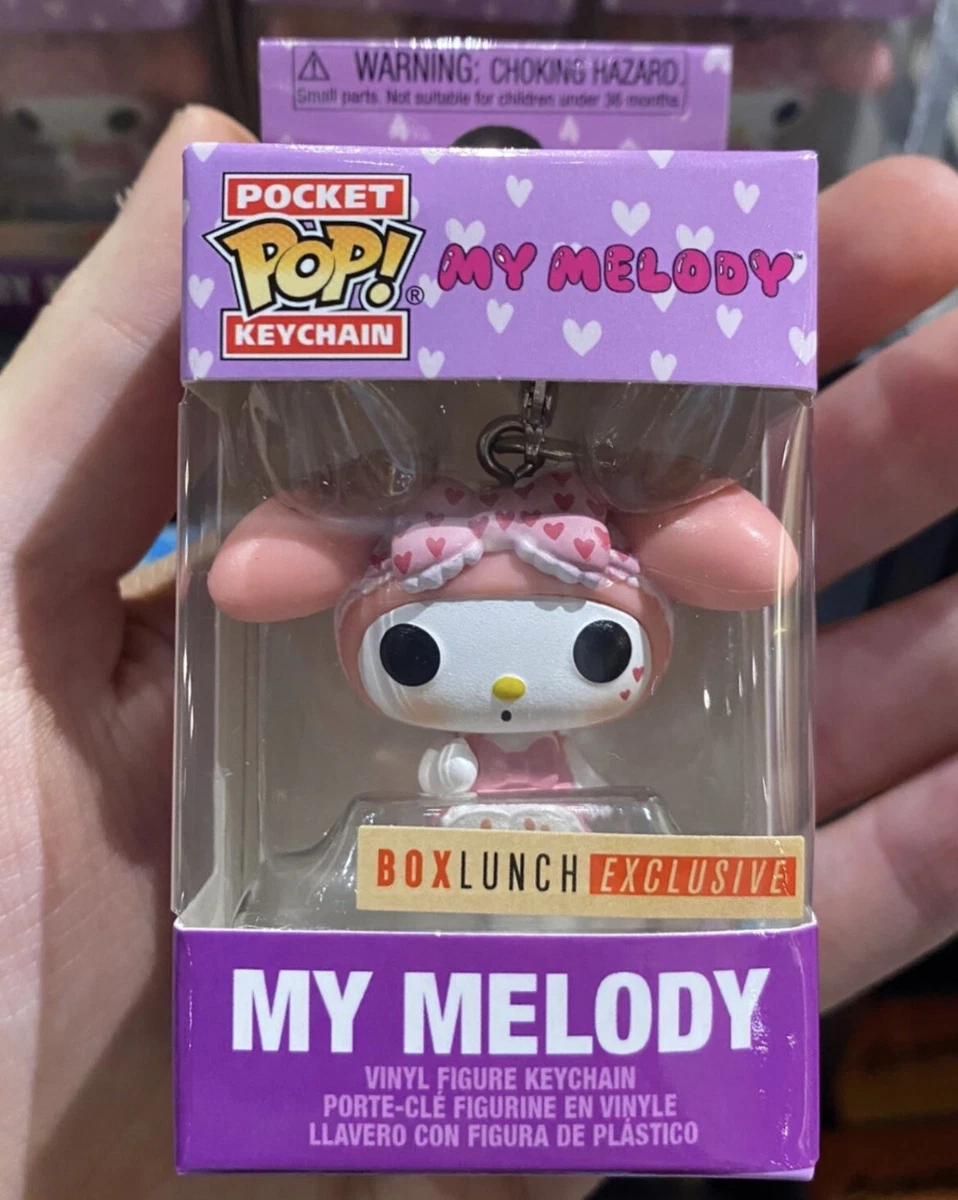 ⚠ WARNING: CHOKING HAZARD.
Small parts. Not suitable for children under 36 months.
POCKET
POP!®
KEYCHAIN
MY MELODY™
BOXLUNCH EXCLUSIVE
MY MELODY
VINYL FIGURE KEYCHAIN
PORTE-CLÉ FIGURINE EN VINYLE
LLAVERO CON FIGURA DE PLÁSTICO